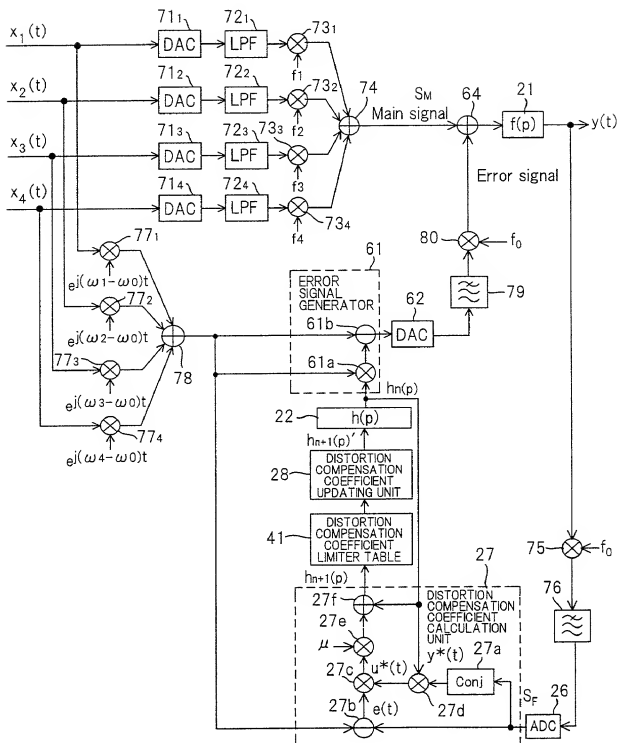 x1(t)
71₁
DAC
72₁
LPF
73₁
f1
x2(t)
71₂
DAC
72₂
LPF
73₂
f2
74
SM
Main signal
64
21
f(p)
y(t)
x3(t)
71₃
DAC
72₃
LPF
73₃
f3
Error signal
x4(t)
71₄
DAC
72₄
LPF
73₄
f4
80
f0
77₁
e^j(ω1-ω0)t
61
ERROR
SIGNAL
GENERATOR
79
77₂
e^j(ω2-ω0)t
61b
62
DAC
78
77₃
e^j(ω3-ω0)t
61a
hn(p)
77₄
e^j(ω4-ω0)t
22
h(p)
hn+1(p)'
28
DISTORTION
COMPENSATION
COEFFICIENT
UPDATING UNIT
41
DISTORTION
COMPENSATION
COEFFICIENT
LIMITER TABLE
75
f0
hn+1(p)
27
76
27f
DISTORTION
COMPENSATION
COEFFICIENT
CALCULATION
UNIT
27e
μ
y*(t)
27a
27c
u*(t)
Conj
27d
27b
e(t)
SF
26
ADC